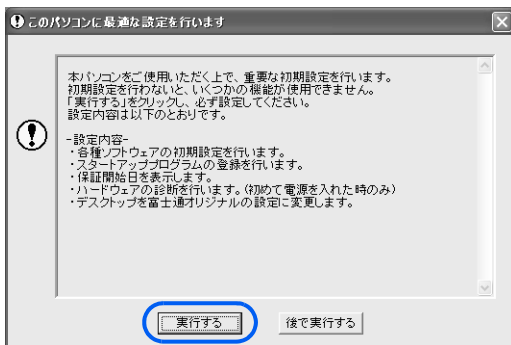 このパソコンに最適な設定を行います
本パソコンをご使用いただく上で、重要な初期設定を行います。
初期設定を行わないと、いくつかの機能が使用できません。
「実行する」をクリックし、必ず設定してください。
設定内容は以下のとおりです。
-設定内容-
・各種ソフトウェアの初期設定を行います。
・スタートアッププログラムの登録を行います。
・保証開始日を表示します。
・ハードウェアの診断を行います。(初めて電源を入れた時のみ)
・デスクトップを富士通オリジナルの設定に変更します。
実行する 後で実行する